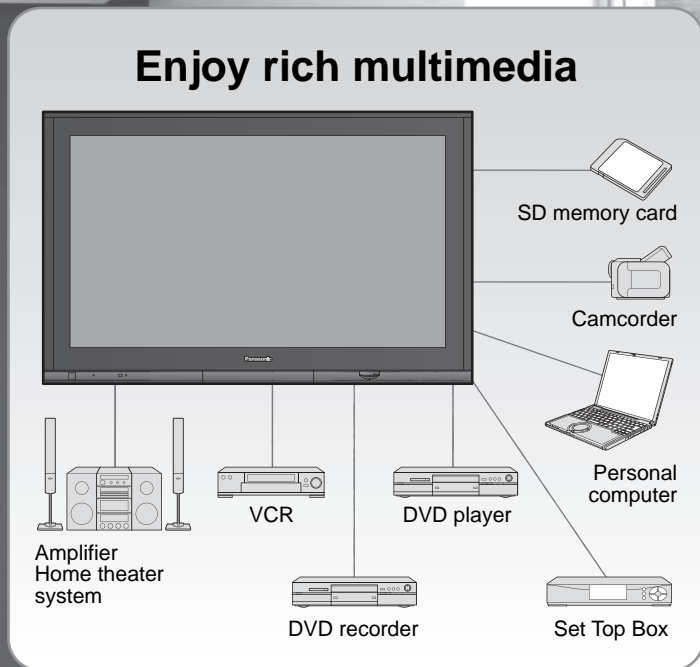 Enjoy rich multimedia
SD memory card
Camcorder
Panasonic
Personal
computer
VCR
DVD player
Amplifier
Home theater
system
DVD recorder
Set Top Box